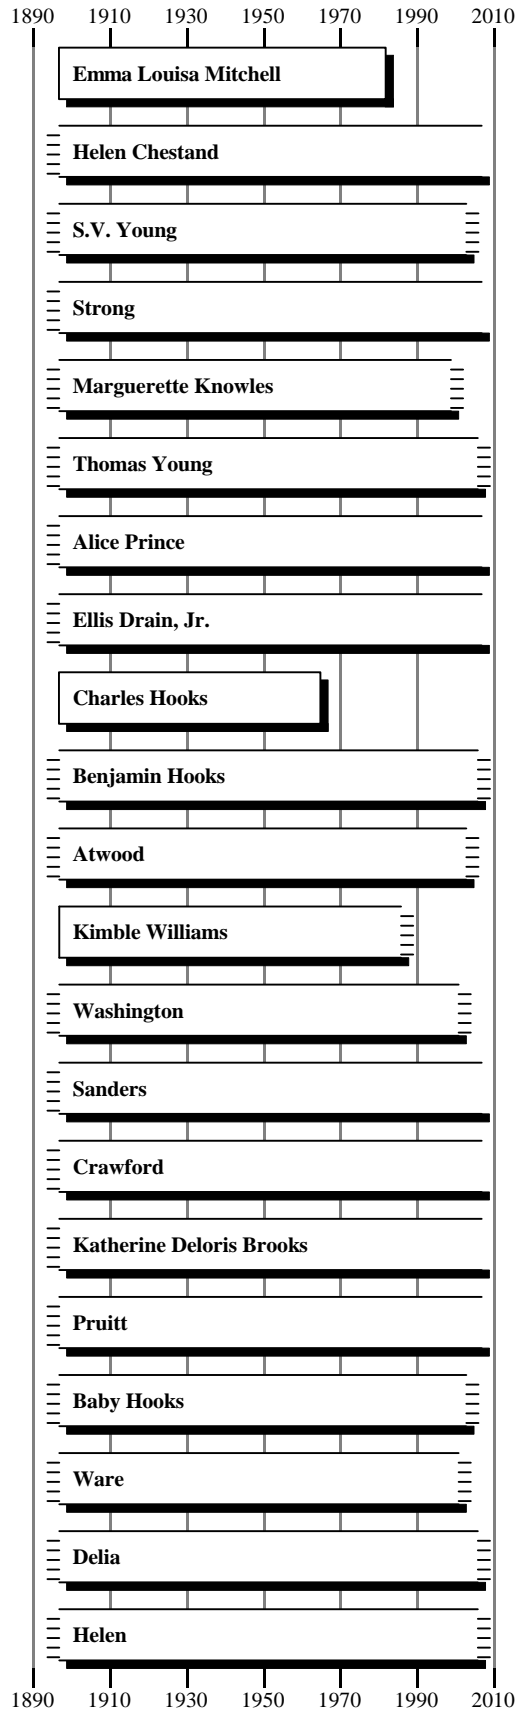 1890 1910 1930 1950 1970 1990 2010
Emma Louisa Mitchell
Helen Chestand
S.V. Young
Strong
Marguerette Knowles
Thomas Young
Alice Prince
Ellis Drain, Jr.
Charles Hooks
Benjamin Hooks
Atwood
Kimble Williams
Washington
Sanders
Crawford
Katherine Deloris Brooks
Pruitt
Baby Hooks
Ware
Delia
Helen
1890 1910 1930 1950 1970 1990 2010